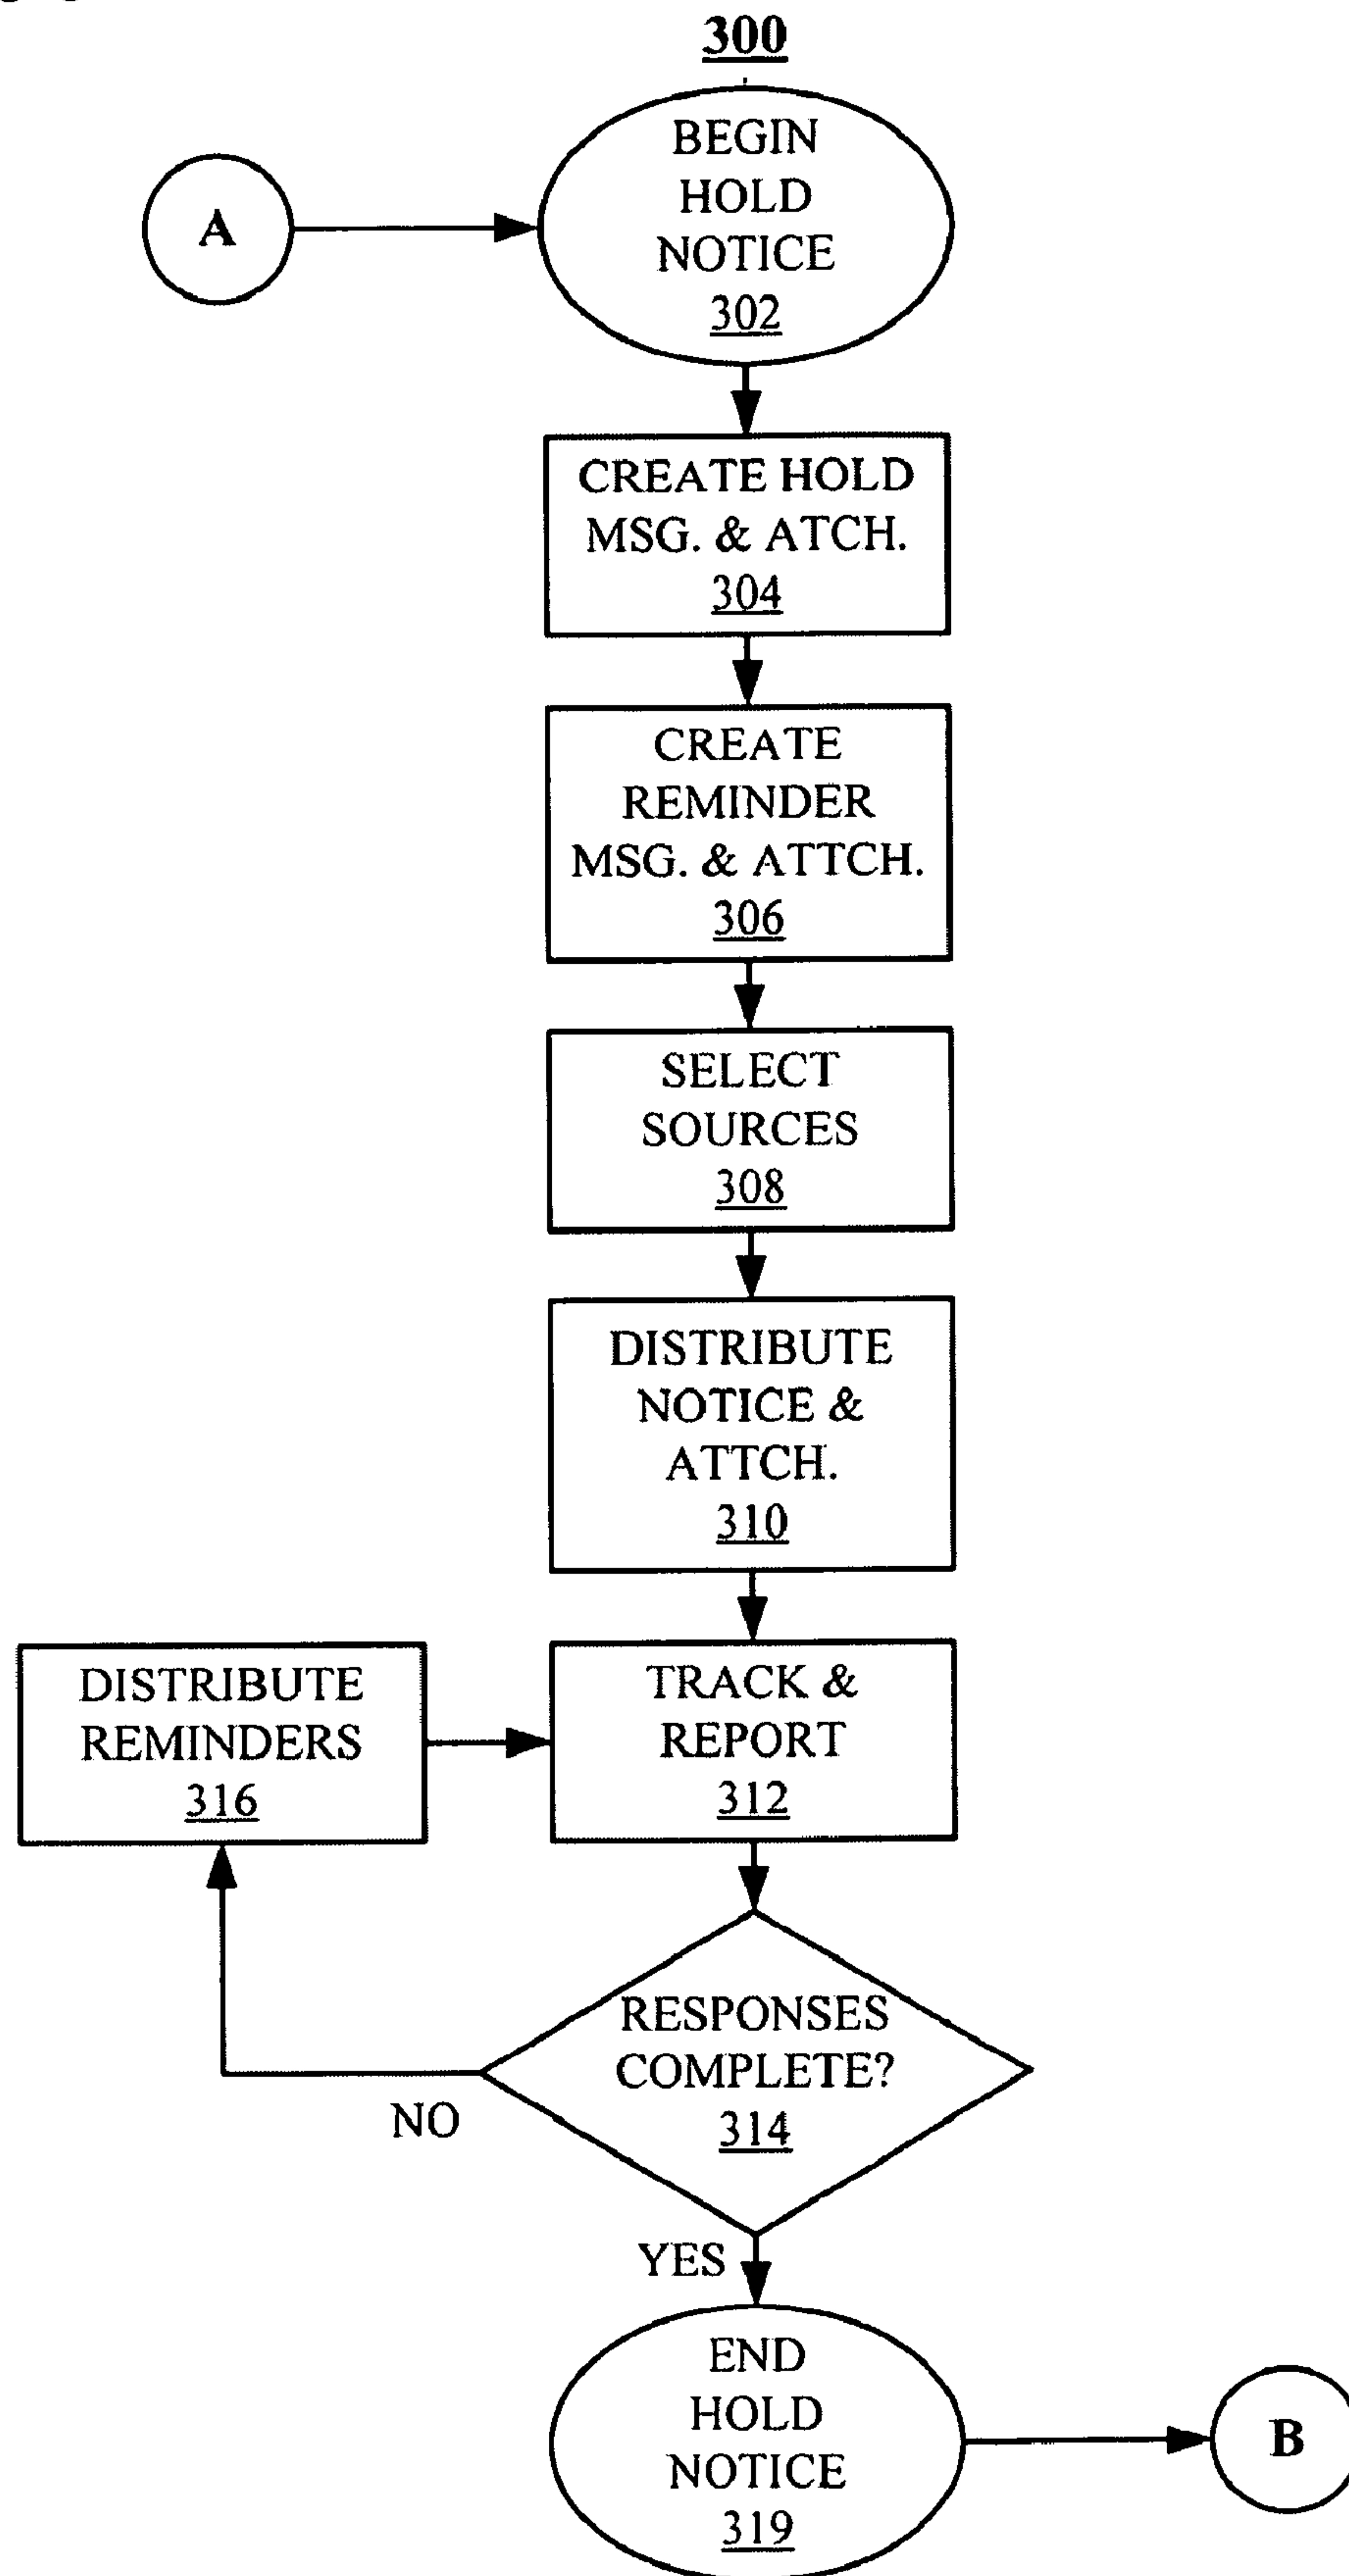 300
A
BEGIN
HOLD
NOTICE
302
CREATE HOLD
MSG. & ATCH.
304
CREATE
REMINDER
MSG. & ATTCH.
306
SELECT
SOURCES
308
DISTRIBUTE
NOTICE &
ATTCH.
310
DISTRIBUTE
REMINDERS
316
TRACK &
REPORT
312
RESPONSES
COMPLETE?
314
NO
YES
END
HOLD
NOTICE
319
B